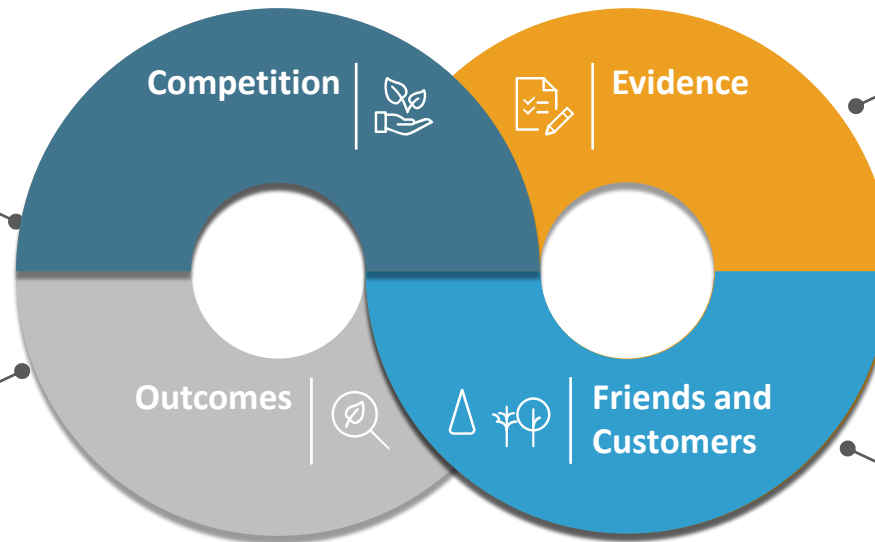 Competition
Evidence
Outcomes
Friends and
Customers